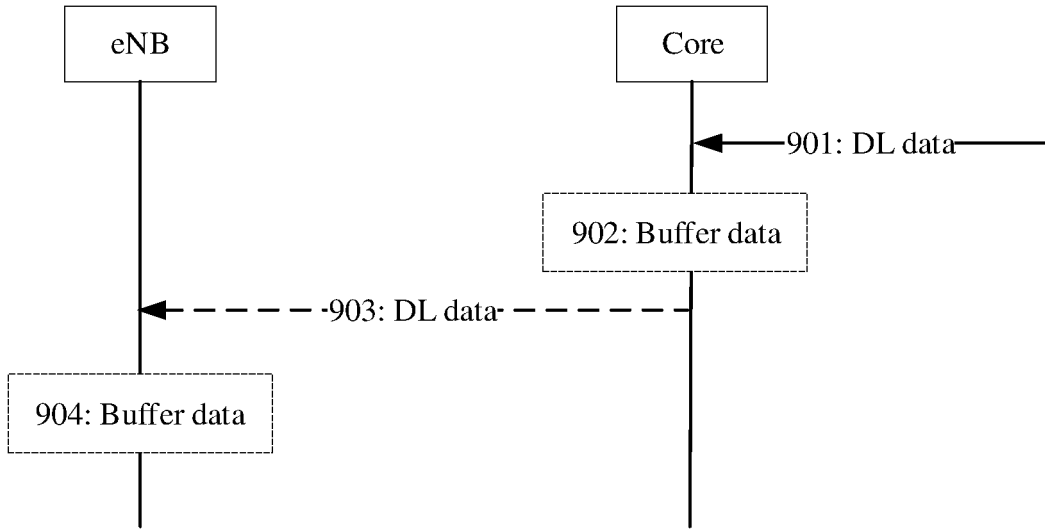 eNB
Core
901: DL data
902: Buffer data
903: DL data
904: Buffer data